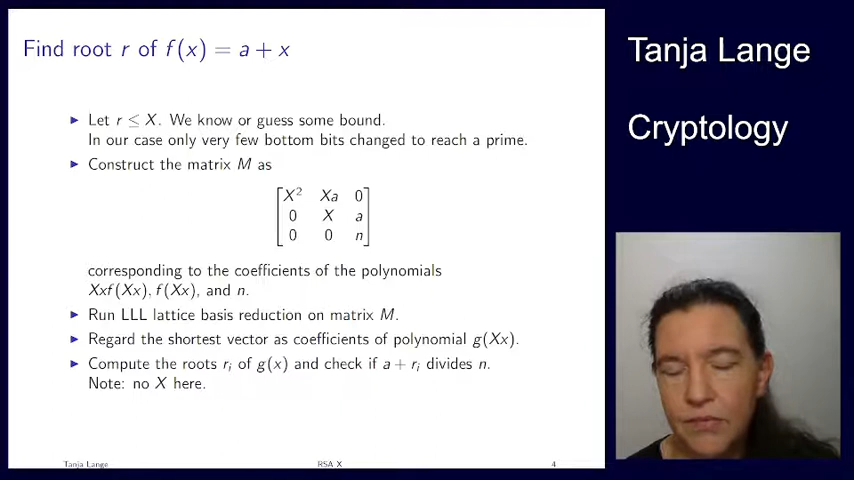 Find root r of f(x) = a + x
Tanja Lange
Cryptology
▶ Let r ≤ X. We know or guess some bound.
In our case only very few bottom bits changed to reach a prime.
▶ Construct the matrix M as
X² Xa 0
0 X a
0 0 n
corresponding to the coefficients of the polynomials
Xxf(Xx), f(Xx), and n.
▶ Run LLL lattice basis reduction on matrix M.
▶ Regard the shortest vector as coefficients of polynomial g(Xx).
▶ Compute the roots rᵢ of g(x) and check if a + rᵢ divides n.
Note: no X here.
Tanja Lange
RSA X
4